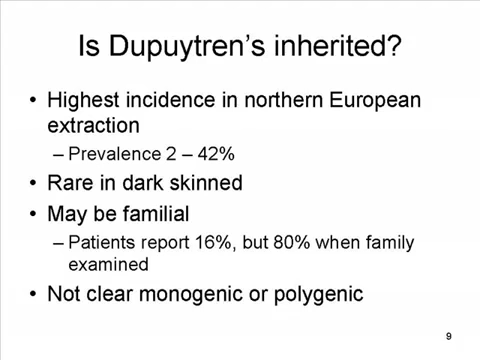 Is Dupuytren's inherited?
• Highest incidence in northern European
extraction
– Prevalence 2 – 42%
• Rare in dark skinned
• May be familial
– Patients report 16%, but 80% when family
examined
• Not clear monogenic or polygenic
9